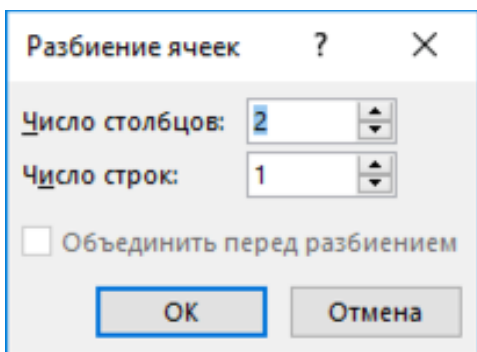 Разбиение ячеек ? ×
Число столбцов: 2
Число строк: 1
Объединить перед разбиением
ОК Отмена